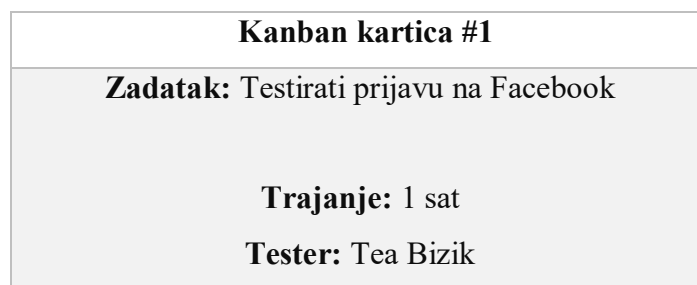 Kanban kartica #1
Zadatak: Testirati prijavu na Facebook
Trajanje: 1 sat
Tester: Tea Bizik